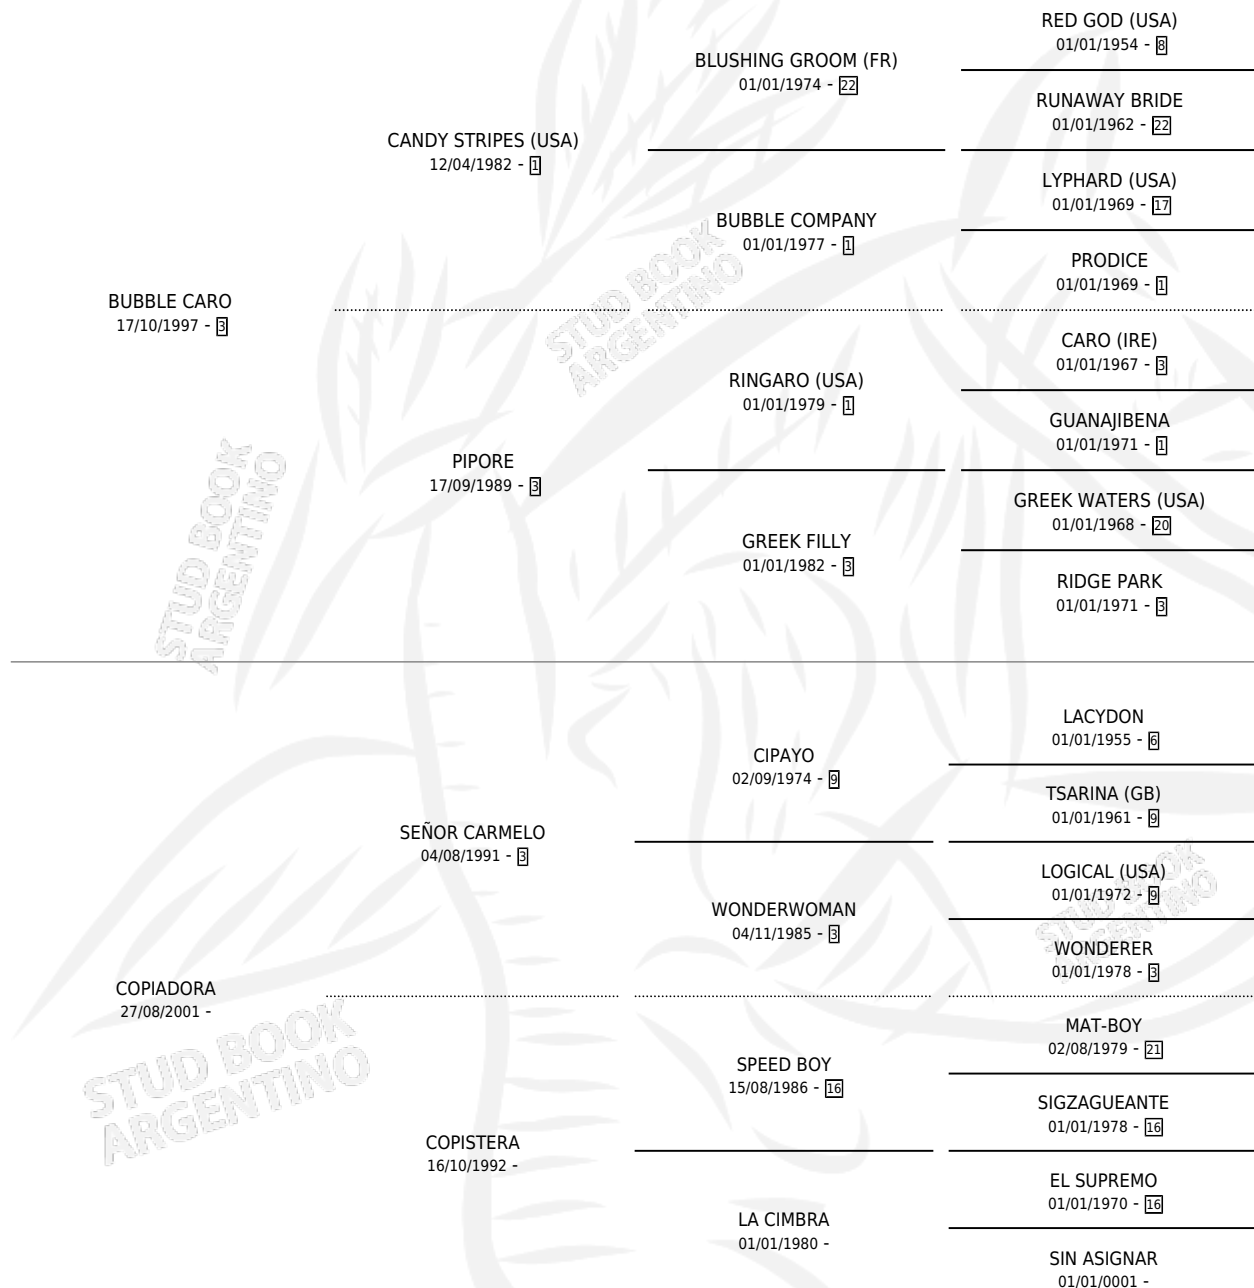 RED GOD (USA)
01/01/1954 - 8
BLUSHING GROOM (FR)
01/01/1974 - 22
RUNAWAY BRIDE
01/01/1962 - 22
CANDY STRIPES (USA)
12/04/1982 - 1
LYPHARD (USA)
01/01/1969 - 17
BUBBLE COMPANY
01/01/1977 - 1
PRODICE
01/01/1969 - 1
BUBBLE CARO
17/10/1997 - 3
CARO (IRE)
01/01/1967 - 3
RINGARO (USA)
01/01/1979 - 1
GUANAJIBENA
01/01/1971 - 1
PIPORE
17/09/1989 - 3
GREEK WATERS (USA)
01/01/1968 - 20
GREEK FILLY
01/01/1982 - 3
RIDGE PARK
01/01/1971 - 3
LACYDON
01/01/1955 - 6
CIPAYO
02/09/1974 - 9
TSARINA (GB)
01/01/1961 - 9
SEÑOR CARMELO
04/08/1991 - 3
LOGICAL (USA)
01/01/1972 - 9
WONDERWOMAN
04/11/1985 - 3
WONDERER
01/01/1978 - 3
COPIADORA
27/08/2001 -
MAT-BOY
02/08/1979 - 21
SPEED BOY
15/08/1986 - 16
SIGZAGUEANTE
01/01/1978 - 16
COPISTERA
16/10/1992 -
EL SUPREMO
01/01/1970 - 16
LA CIMBRA
01/01/1980 -
SIN ASIGNAR
01/01/0001 -
STUD BOOK
ARGENTINO
STUD BOOK
ARGENTINO
STUD BOOK
ARGENTINO
STUD BOOK
ARGENTINO